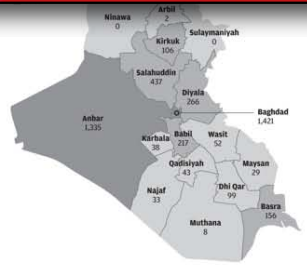 Ninawa
0
Arbil
2
Sulaymaniyah
0
Kirkuk
106
Salahuddin
437
Diyala
266
Anbar
1,335
Baghdad
1,421
Karbala
38
Babil
217
Wasit
52
Qadisiyah
43
Maysan
29
Najaf
33
Dhi Qar
99
Basra
156
Muthana
8